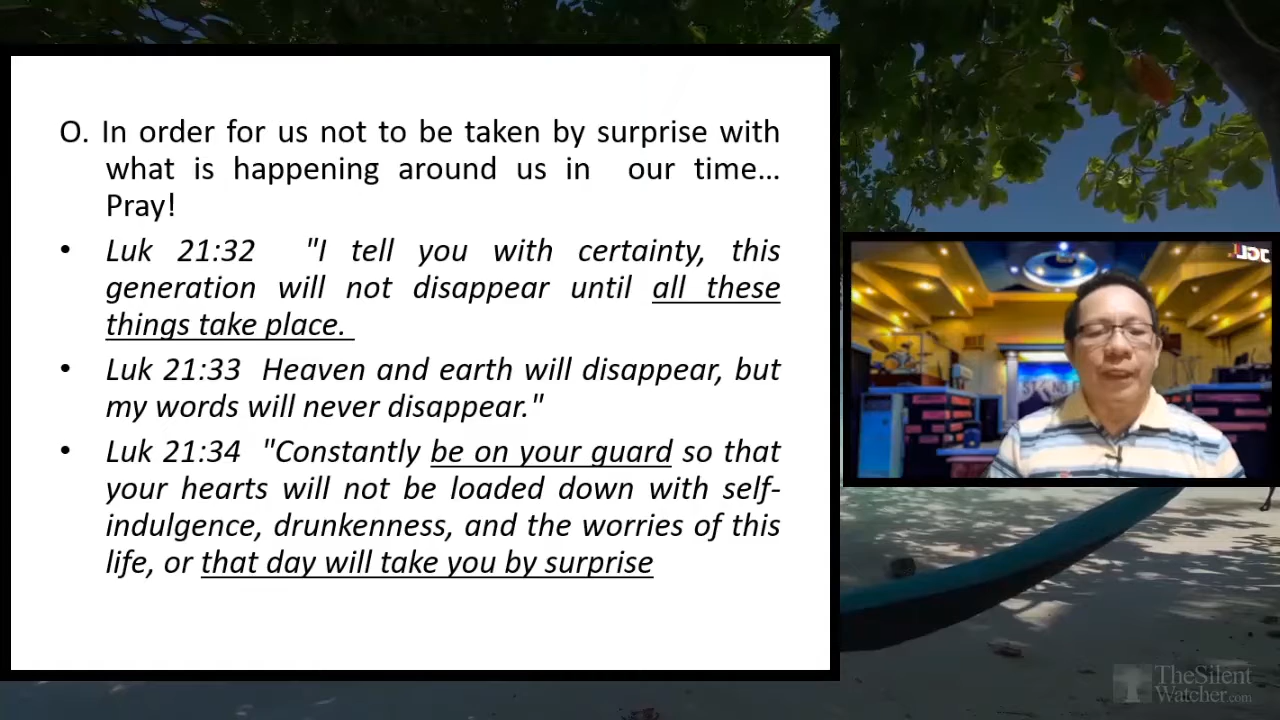 O. In order for us not to be taken by surprise with
what is happening around us in our time...
Pray!
• Luk 21:32 "I tell you with certainty, this
generation will not disappear until all these
things take place.
• Luk 21:33 Heaven and earth will disappear, but
my words will never disappear."
• Luk 21:34 "Constantly be on your guard so that
your hearts will not be loaded down with self-
indulgence, drunkenness, and the worries of this
life, or that day will take you by surprise
TheSilent
Watcher.com